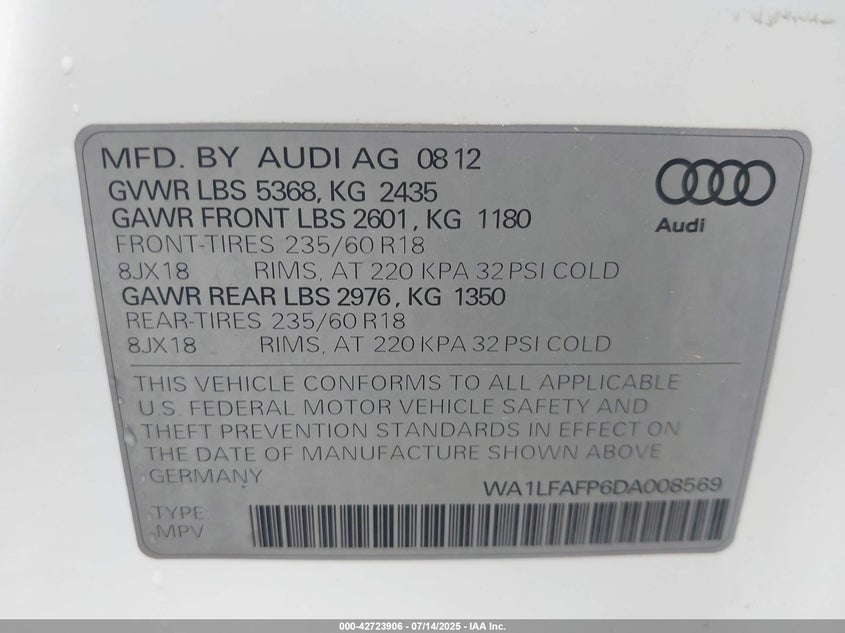 MFD. BY AUDI AG 08 12
GVWR LBS 5368, KG 2435
GAWR FRONT LBS 2601, KG 1180
FRONT-TIRES 235/60 R18
8JX18 RIMS, AT 220 KPA 32 PSI COLD
GAWR REAR LBS 2976, KG 1350
REAR-TIRES 235/60 R18
8JX18 RIMS, AT 220 KPA 32 PSI COLD
Audi
THIS VEHICLE CONFORMS TO ALL APPLICABLE
U.S. FEDERAL MOTOR VEHICLE SAFETY AND
THEFT PREVENTION STANDARDS IN EFFECT ON
THE DATE OF MANUFACTURE SHOWN ABOVE
GERMANY
WA1LFAFP6DA008569
TYPE
MPV
000-42723906 - 07/14/2025 - IAA Inc.